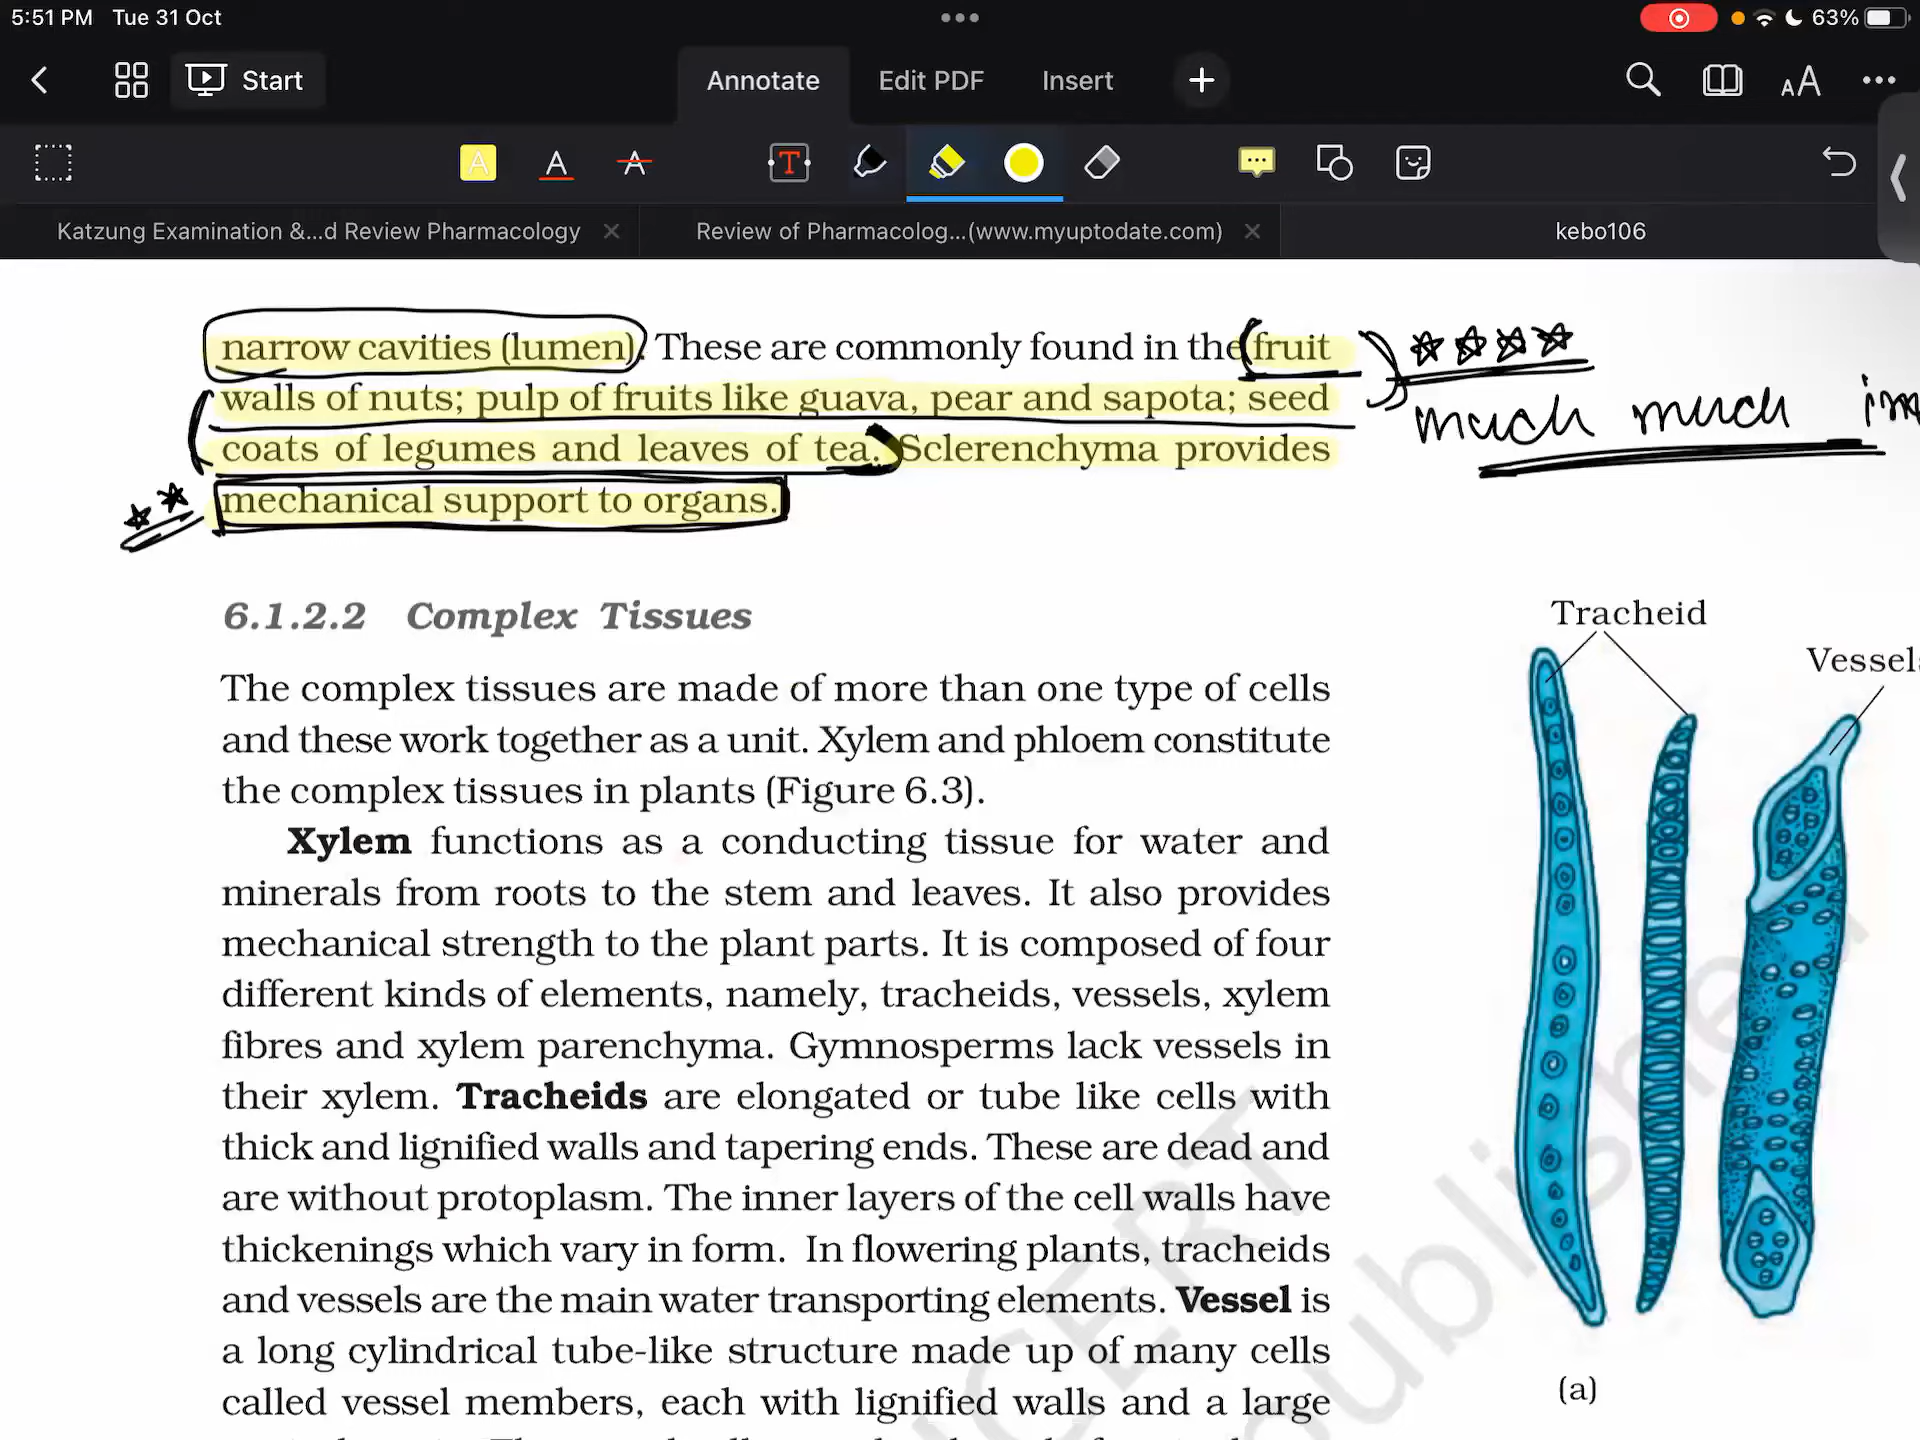 5:51 PM Tue 31 Oct
63%
Start
Annotate
Edit PDF
Insert
Katzung Examination &...d Review Pharmacology
Review of Pharmacolog...(www.myuptodate.com)
kebo106
narrow cavities (lumen). These are commonly found in the fruit
walls of nuts; pulp of fruits like guava, pear and sapota; seed
coats of legumes and leaves of tea. Sclerenchyma provides
mechanical support to organs.
much much
6.1.2.2 Complex Tissues
The complex tissues are made of more than one type of cells
and these work together as a unit. Xylem and phloem constitute
the complex tissues in plants (Figure 6.3).
Xylem functions as a conducting tissue for water and
minerals from roots to the stem and leaves. It also provides
mechanical strength to the plant parts. It is composed of four
different kinds of elements, namely, tracheids, vessels, xylem
fibres and xylem parenchyma. Gymnosperms lack vessels in
their xylem. Tracheids are elongated or tube like cells with
thick and lignified walls and tapering ends. These are dead and
are without protoplasm. The inner layers of the cell walls have
thickenings which vary in form. In flowering plants, tracheids
and vessels are the main water transporting elements. Vessel is
a long cylindrical tube-like structure made up of many cells
called vessel members, each with lignified walls and a large
Tracheid
Vessel
(a)